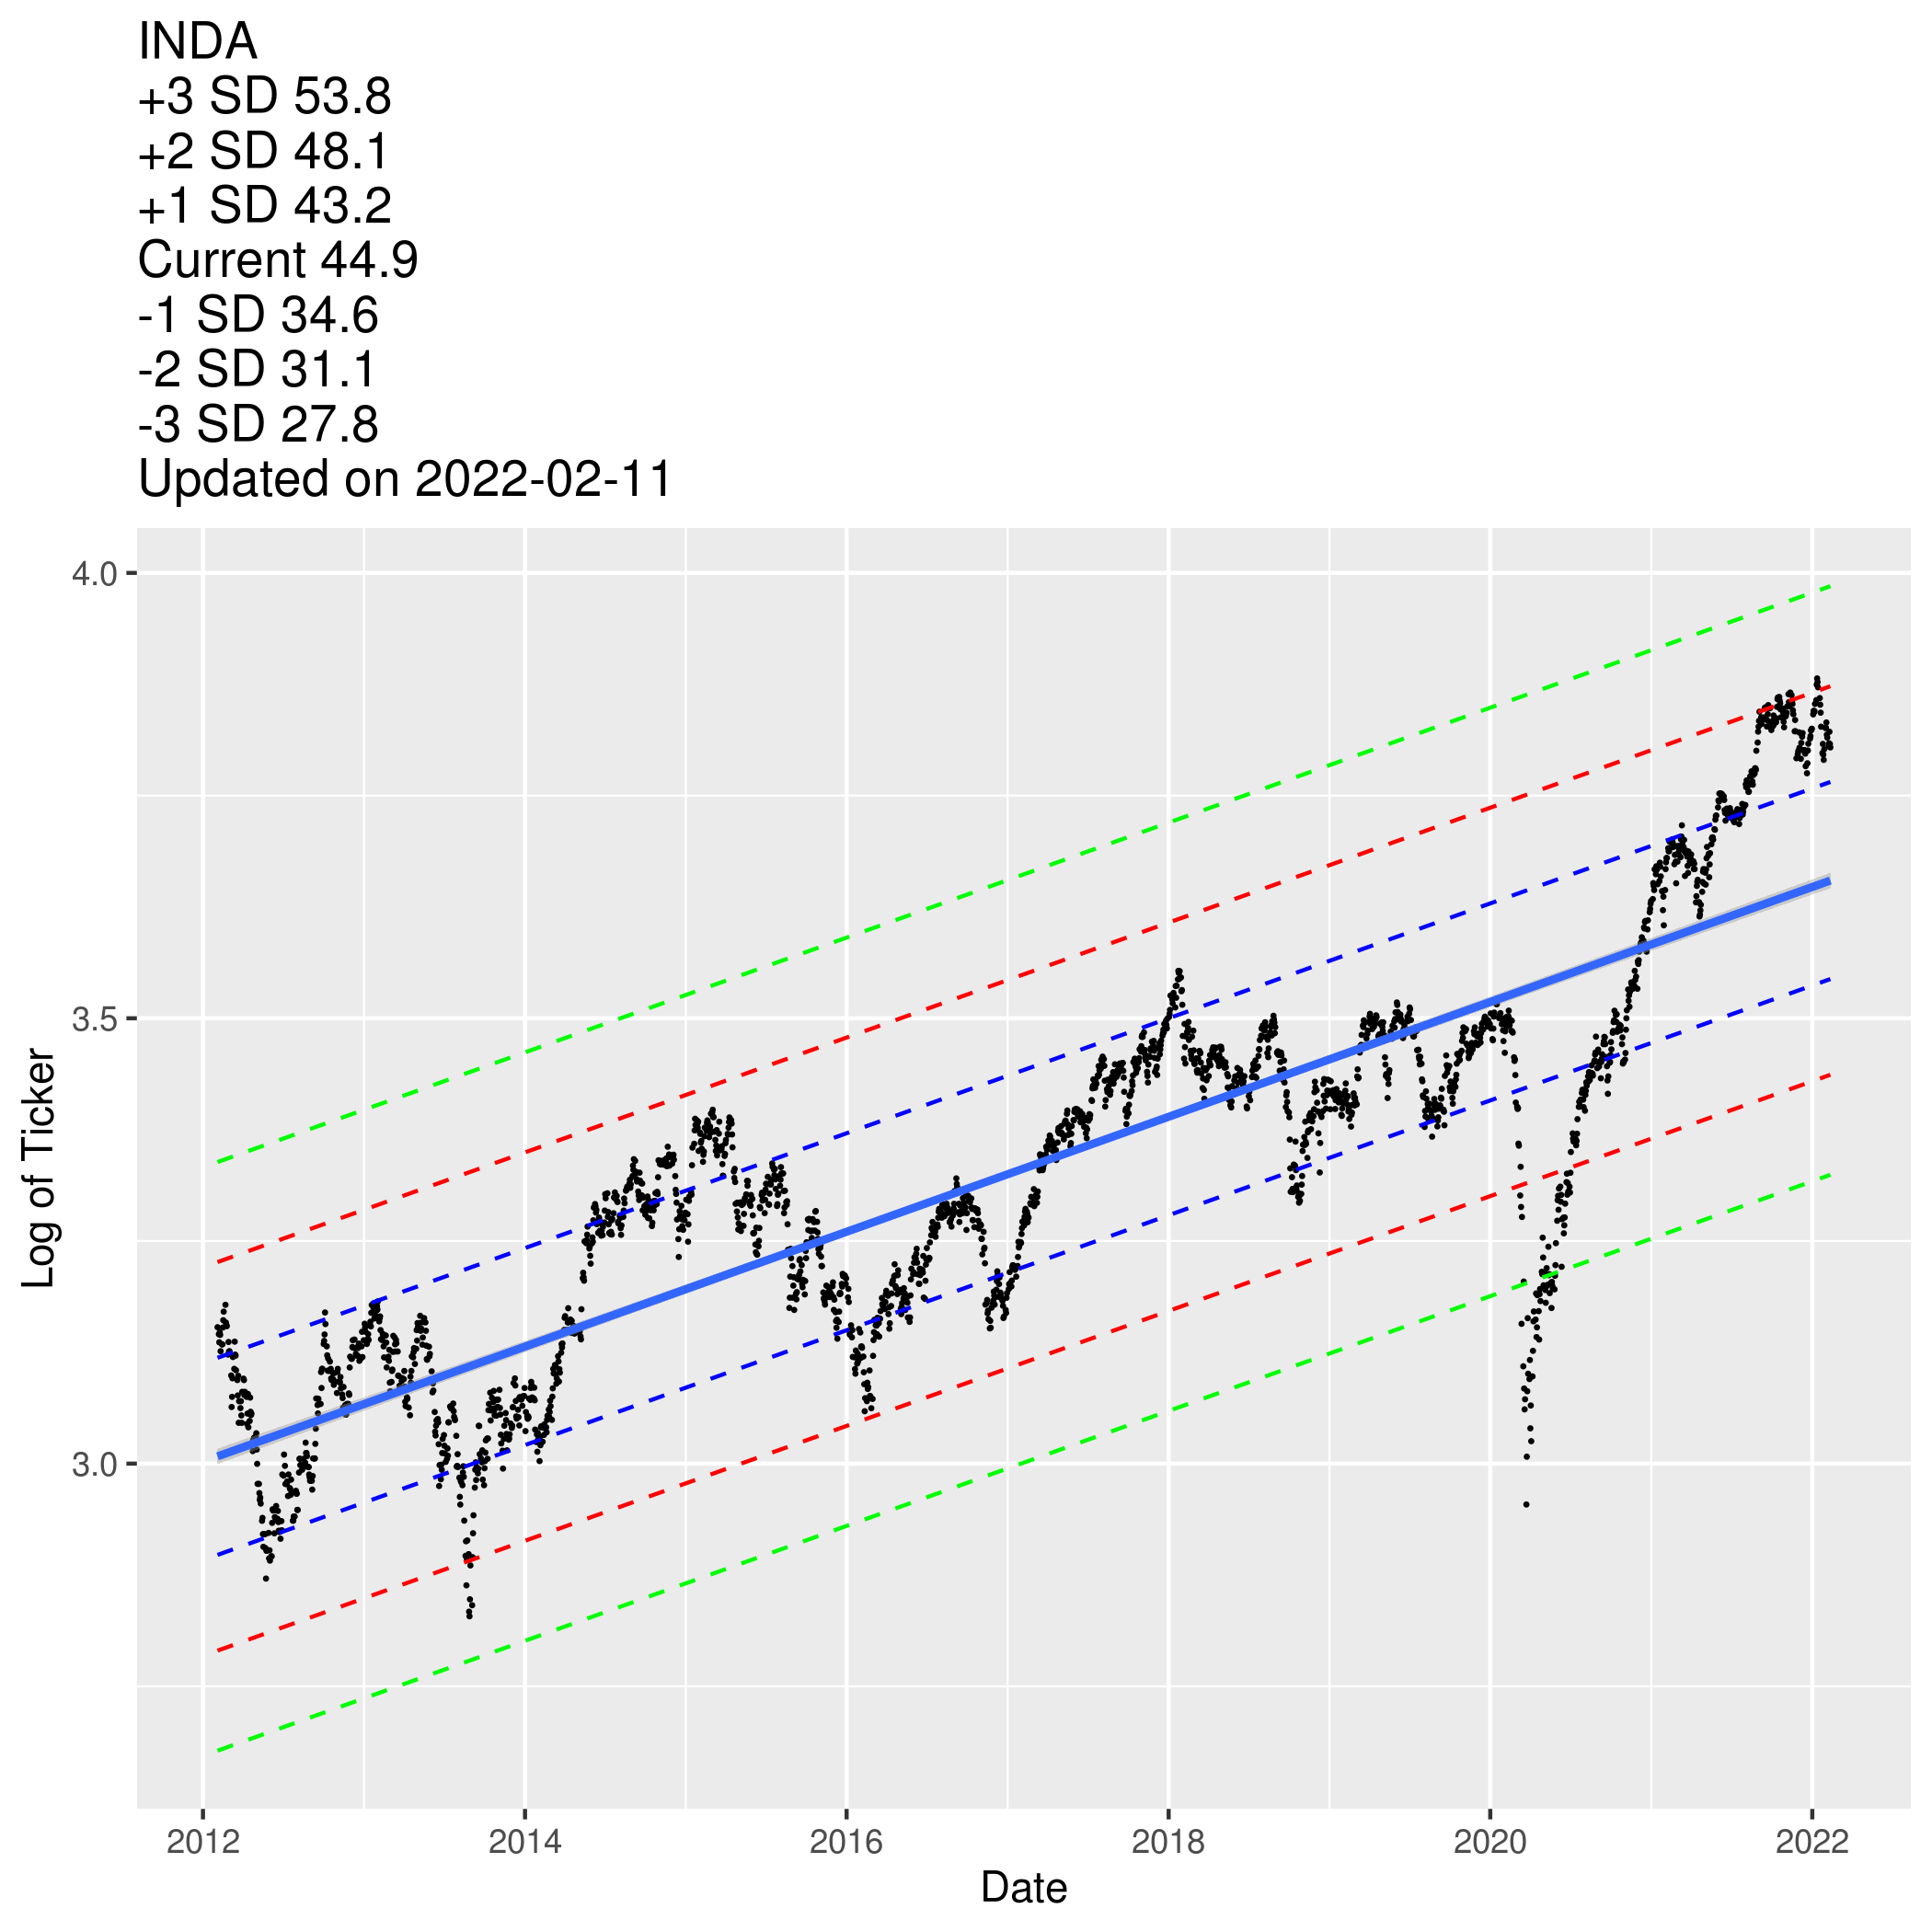 INDA
+3 SD 53.8
+2 SD 48.1
+1 SD 43.2
Current 44.9
-1 SD 34.6
-2 SD 31.1
-3 SD 27.8
Updated on 2022-02-11
4.0
3.5
3.0
Log of Ticker
2012 2014 2016 2018 2020 2022
Date